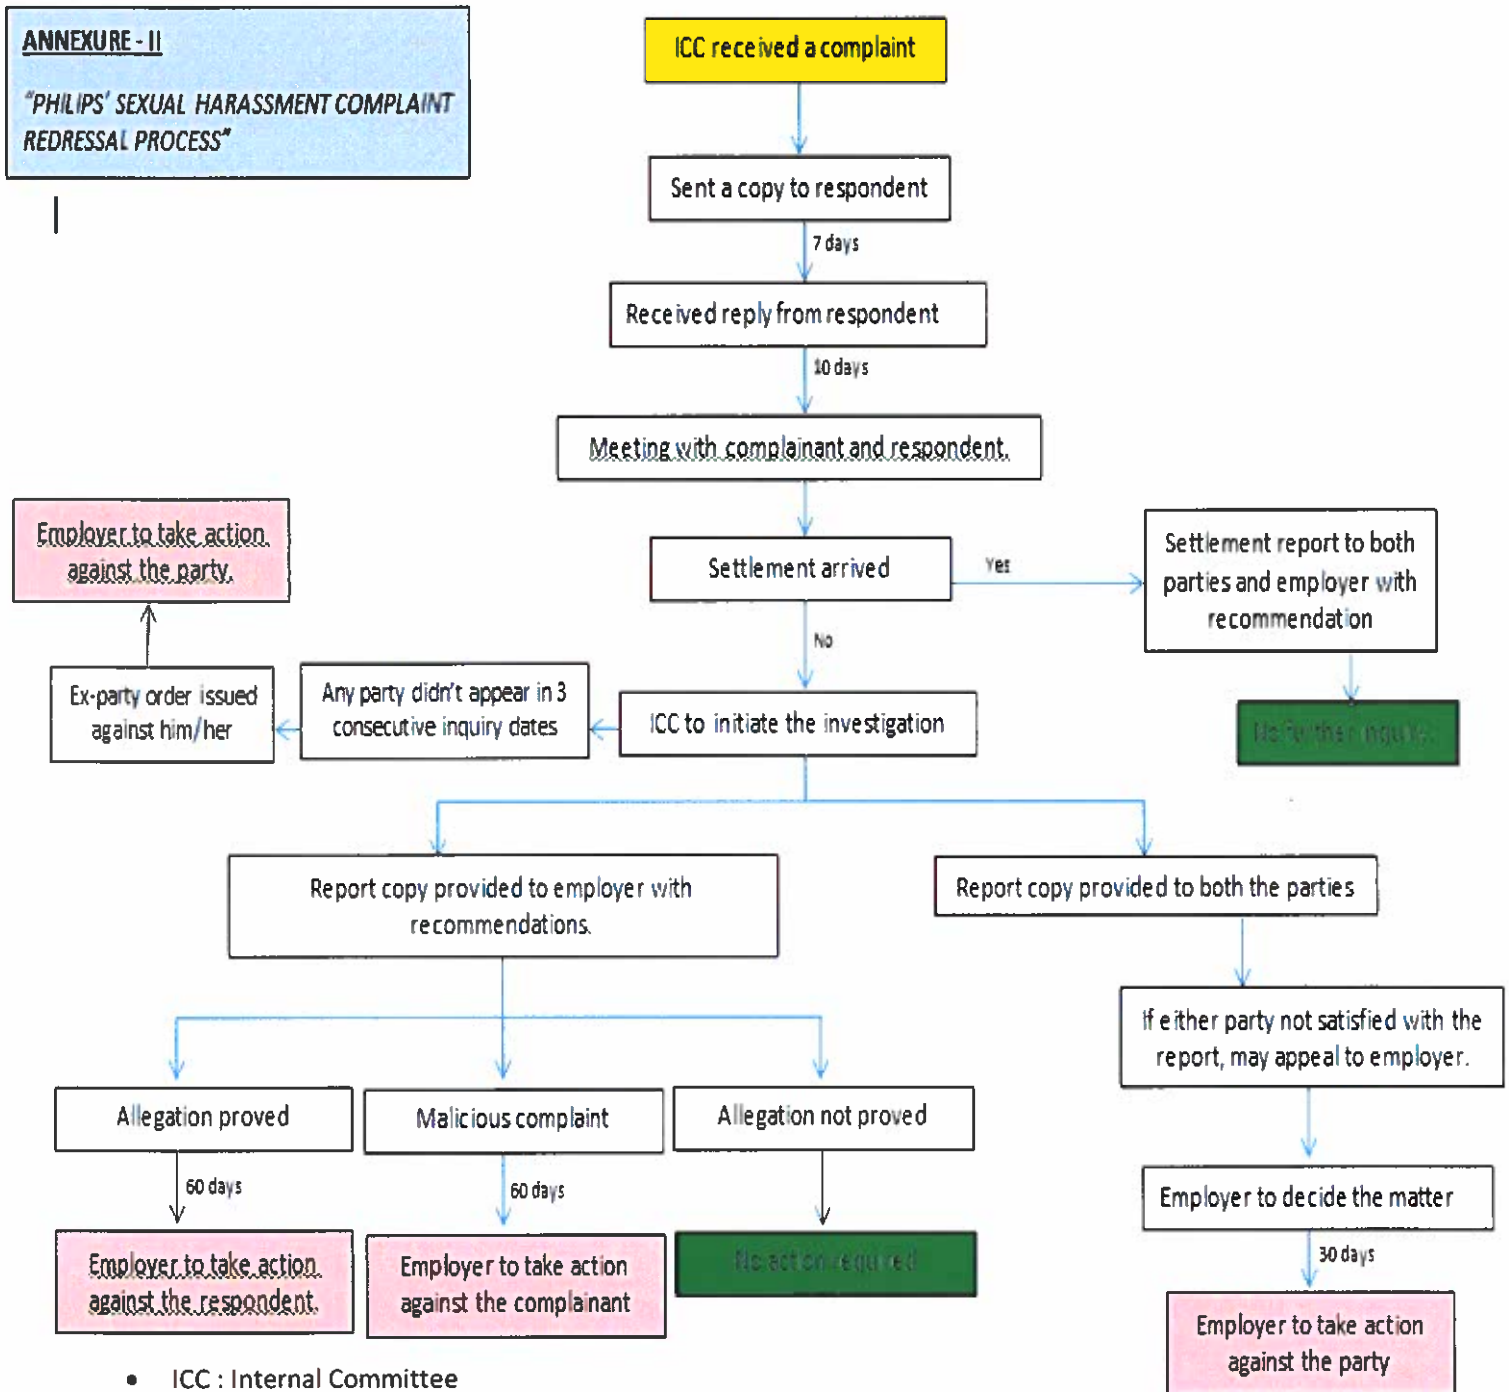 ANNEXURE - II
"PHILIPS' SEXUAL HARASSMENT COMPLAINT
REDRESSAL PROCESS"
ICC received a complaint
Sent a copy to respondent
7 days
Received reply from respondent
10 days
Meeting with complainant and respondent.
Settlement arrived
Yes
Settlement report to both
parties and employer with
recommendation
No further inquiry.
No
ICC to initiate the investigation
Any party didn't appear in 3
consecutive inquiry dates
Ex-party order issued
against him/her
Employer to take action
against the party.
Report copy provided to employer with
recommendations.
Report copy provided to both the parties
If either party not satisfied with the
report, may appeal to employer.
Employer to decide the matter
30 days
Employer to take action
against the party
Allegation proved
60 days
Employer to take action
against the respondent.
Malicious complaint
60 days
Employer to take action
against the complainant
Allegation not proved
No action required
• ICC : Internal Committee